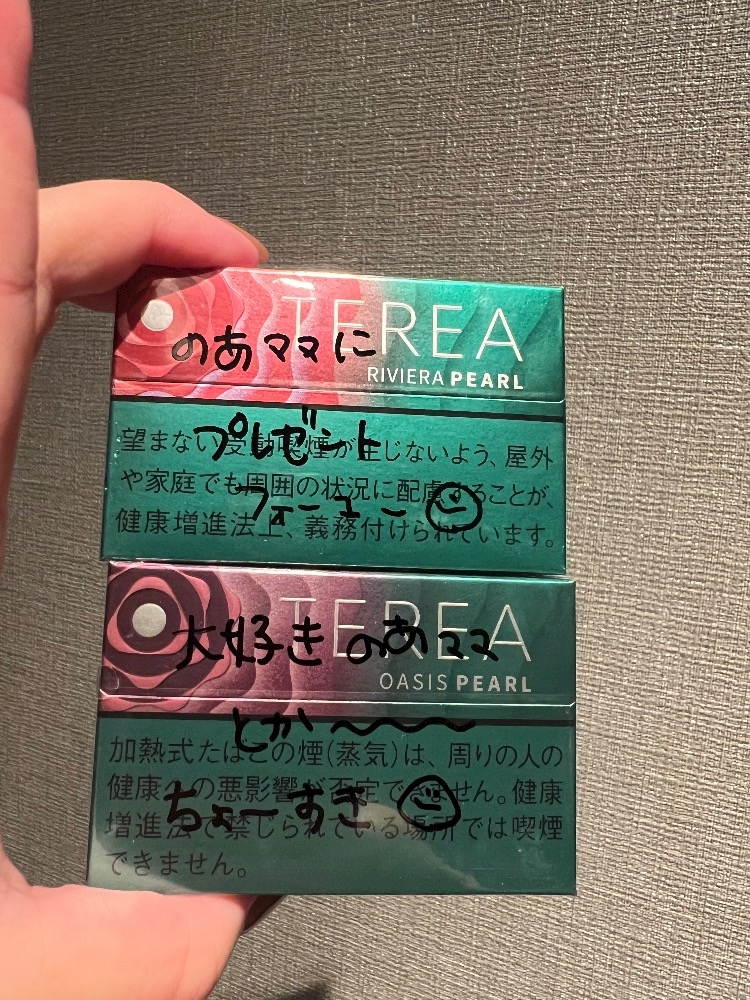 TEREA
のあママに
RIVIERA PEARL
プレゼント
望まない受動喫煙が生じないよう、屋外
や家庭でも周囲の状況に配慮することが、
フォーユー
健康増進法上、義務付けられています。
TEREA
大好きのあママ
OASIS PEARL
とか〜〜〜
加熱式たばこの煙(蒸気)は、周りの人の
健康への悪影響が否定できません。健康
ちょーすき
増進法で禁じられている場所では喫煙
できません。